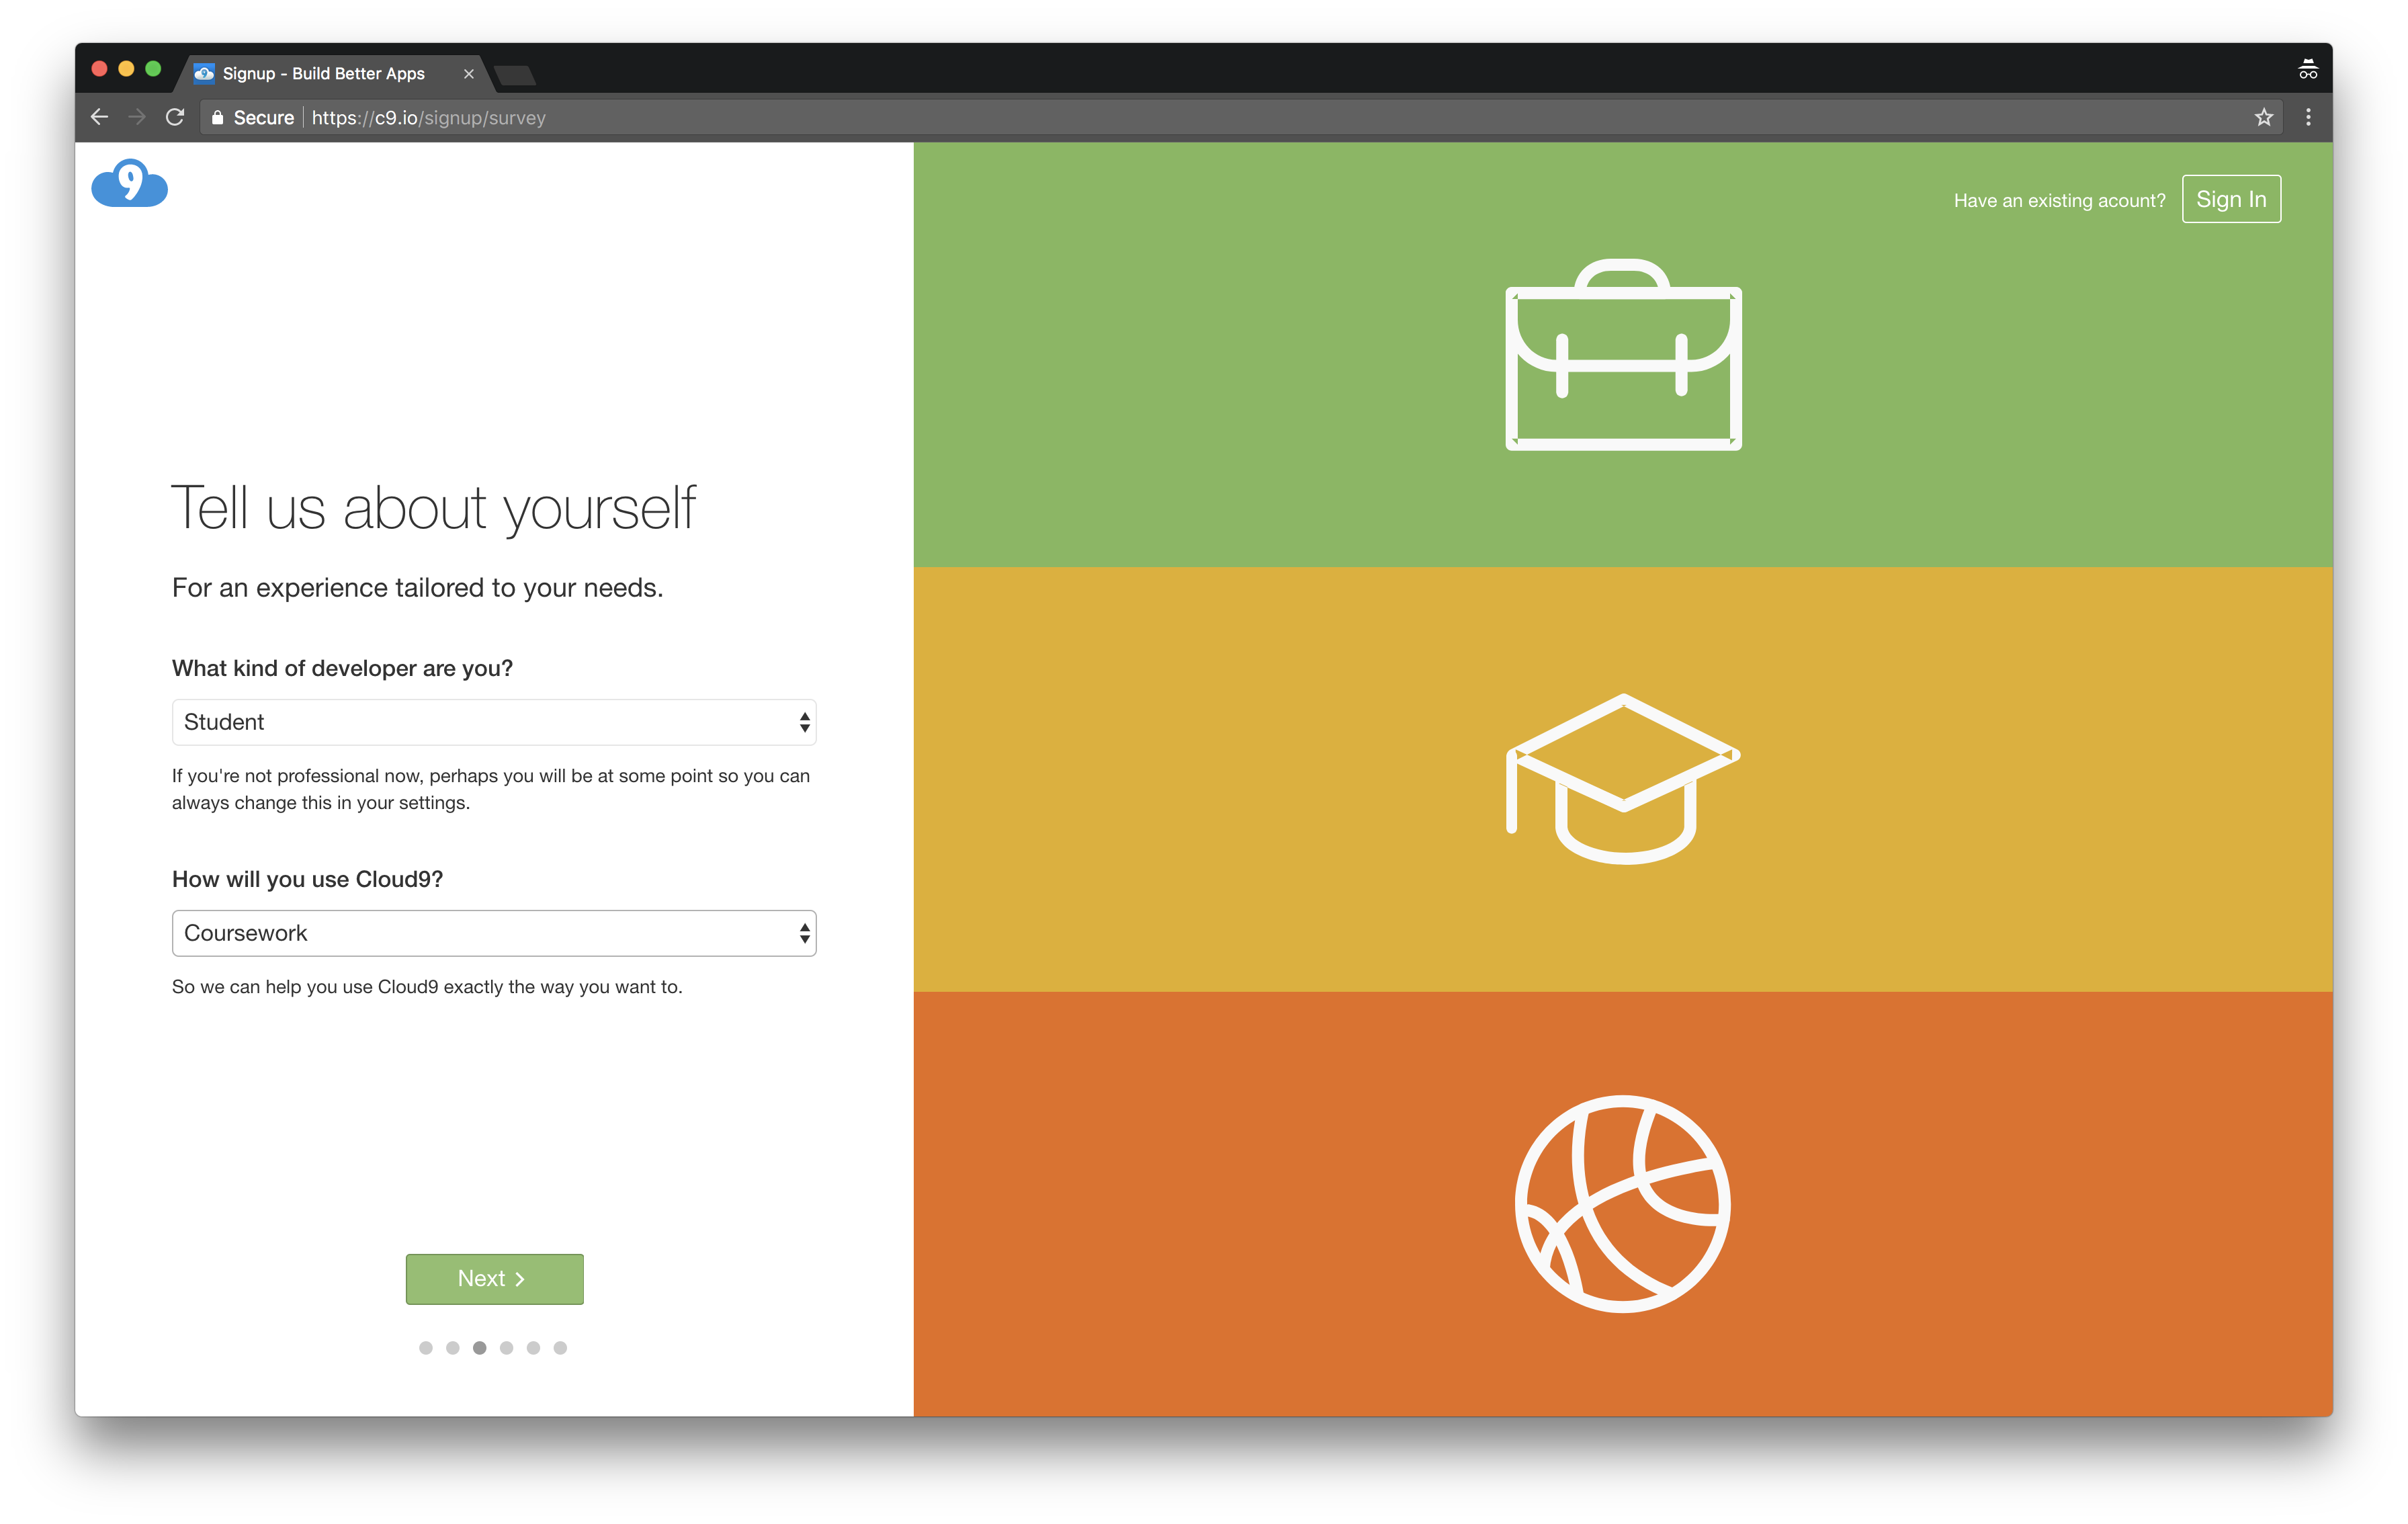 Signup - Build Better Apps
Secure https://c9.io/signup/survey
9
Have an existing acount? Sign In
Tell us about yourself
For an experience tailored to your needs.
What kind of developer are you?
Student
If you're not professional now, perhaps you will be at some point so you can
always change this in your settings.
How will you use Cloud9?
Coursework
So we can help you use Cloud9 exactly the way you want to.
Next